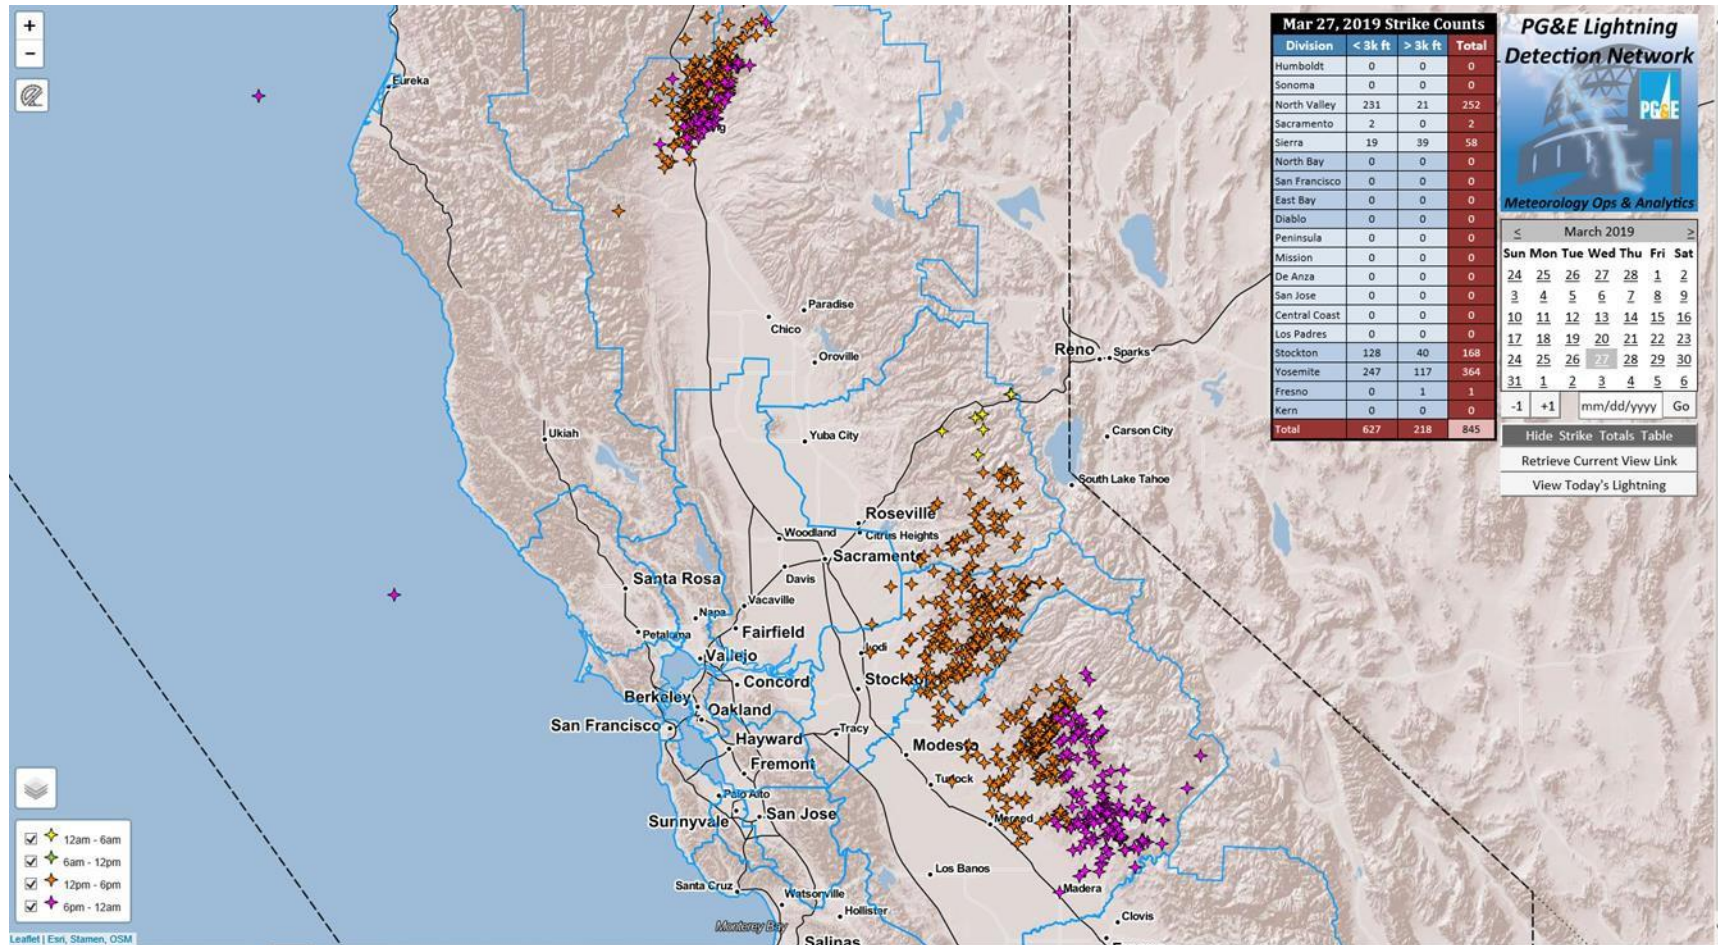 +
−
Eureka
Paradise
Chico
Oroville
Reno
Sparks
Yuba City
Carson City
Ukiah
South Lake Tahoe
Roseville
Woodland
Citrus Heights
Sacramento
Davis
Santa Rosa
Vacaville
Napa
Petaluma
Fairfield
Lodi
Vallejo
Concord
Stockton
Berkeley
Oakland
San Francisco
Tracy
Hayward
Modesto
Fremont
Turlock
Palo Alto
San Jose
Sunnyvale
Merced
Los Banos
Santa Cruz
Madera
Watsonville
Hollister
Clovis
Monterey Bay
Salinas
12am - 6am
6am - 12pm
12pm - 6pm
6pm - 12am
Leaflet | Esri, Stamen, OSM
Mar 27, 2019 Strike Counts
Division < 3k ft > 3k ft Total
Humboldt 0 0 0
Sonoma 0 0 0
North Valley 231 21 252
Sacramento 2 0 2
Sierra 19 39 58
North Bay 0 0 0
San Francisco 0 0 0
East Bay 0 0 0
Diablo 0 0 0
Peninsula 0 0 0
Mission 0 0 0
De Anza 0 0 0
San Jose 0 0 0
Central Coast 0 0 0
Los Padres 0 0 0
Stockton 128 40 168
Yosemite 247 117 364
Fresno 0 1 1
Kern 0 0 0
Total 627 218 845
PG&E Lightning
Detection Network
PG&E
Meteorology Ops & Analytics
< March 2019 >
Sun Mon Tue Wed Thu Fri Sat
24 25 26 27 28 1 2
3 4 5 6 7 8 9
10 11 12 13 14 15 16
17 18 19 20 21 22 23
24 25 26 27 28 29 30
31 1 2 3 4 5 6
-1 +1 mm/dd/yyyy Go
Hide Strike Totals Table
Retrieve Current View Link
View Today's Lightning